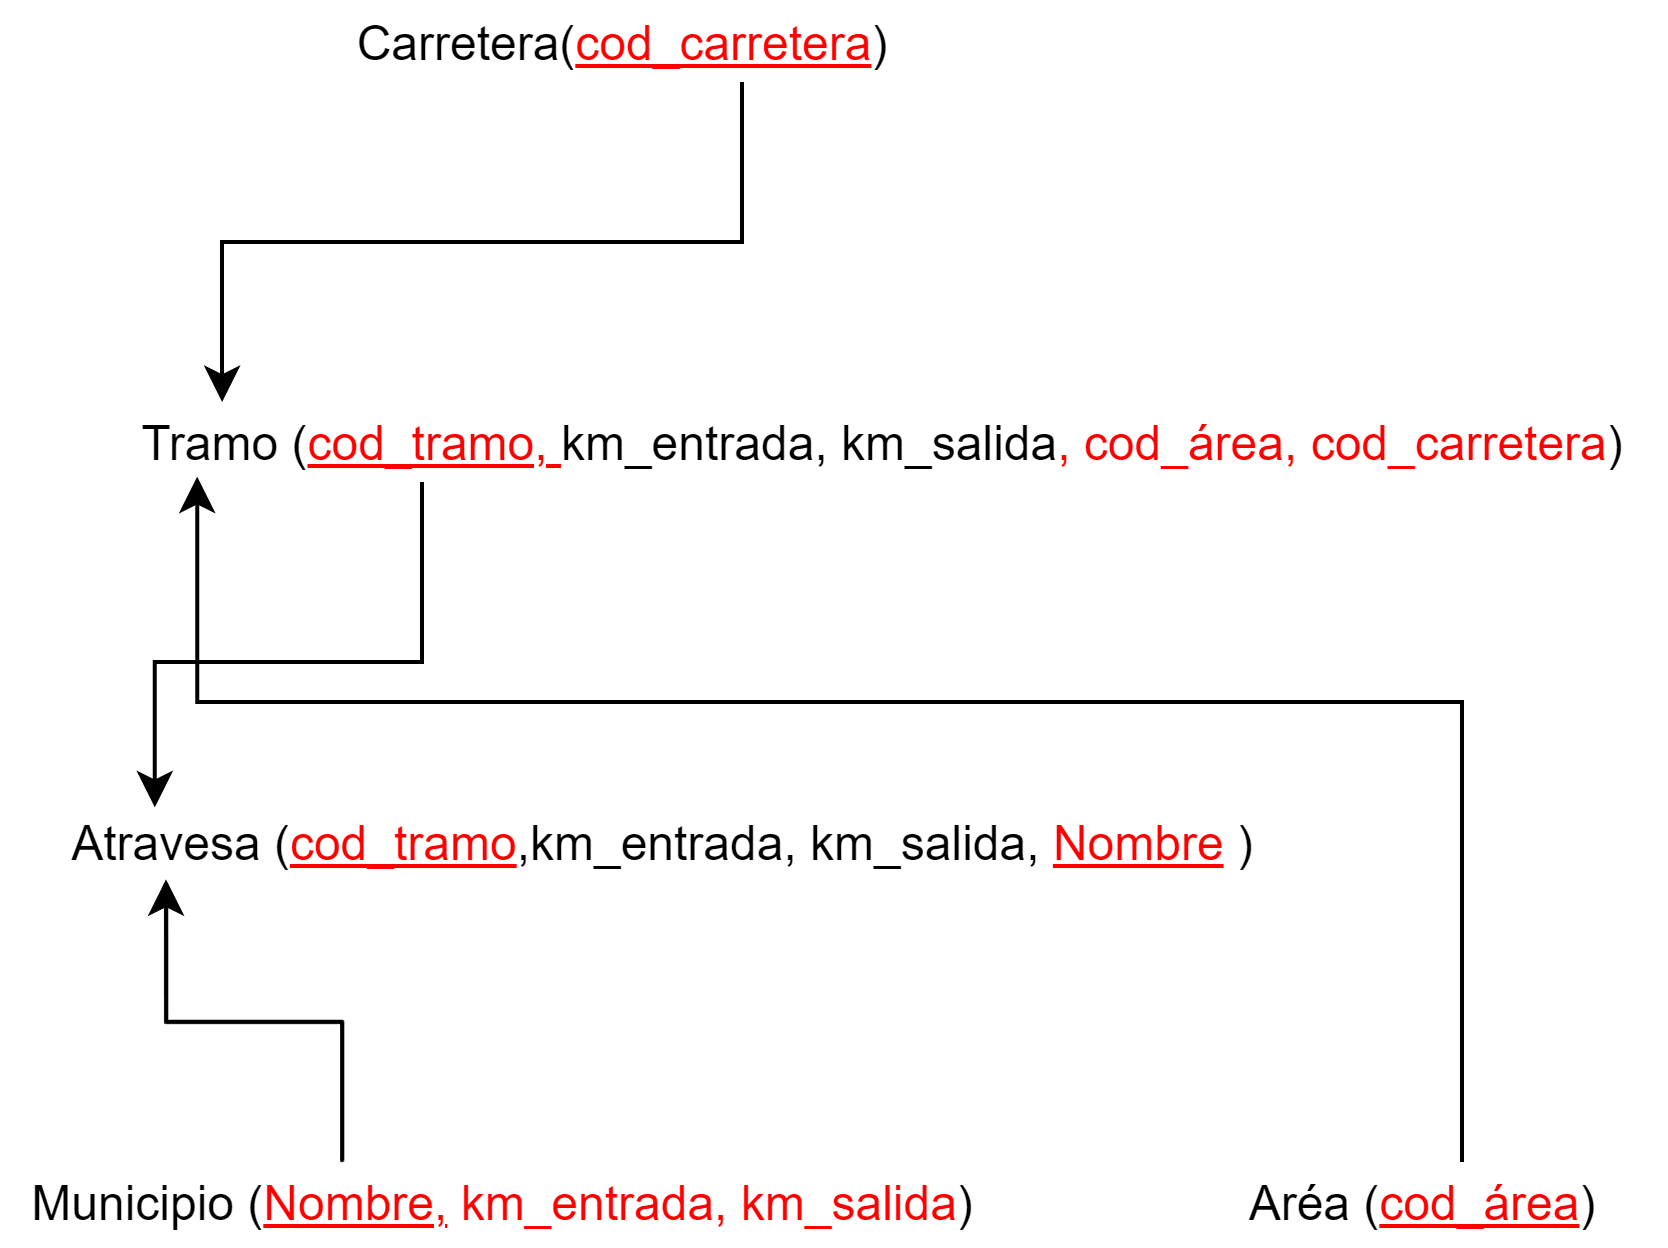 Carretera(cod_carretera)
Tramo (cod_tramo, km_entrada, km_salida, cod_área, cod_carretera)
Atravesa (cod_tramo,km_entrada, km_salida, Nombre )
Municipio (Nombre, km_entrada, km_salida)
Aréa (cod_área)